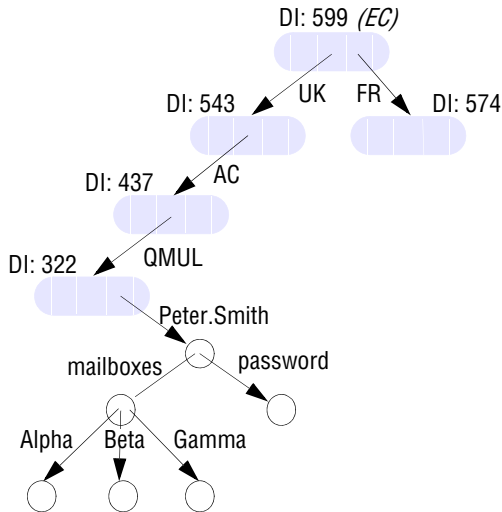 DI: 599 (EC)
UK FR
DI: 543 DI: 574
AC
DI: 437
QMUL
DI: 322
Peter.Smith
mailboxes password
Alpha Beta Gamma